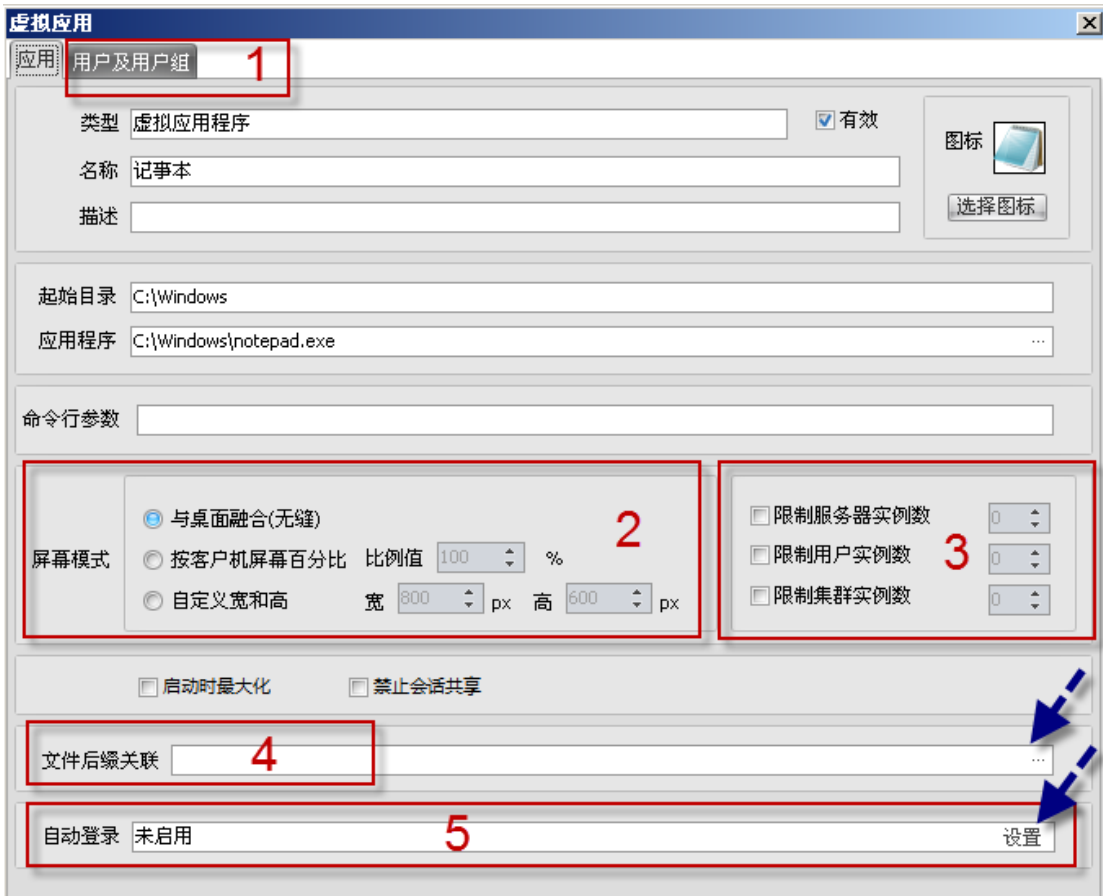 虚拟应用
应用 用户及用户组 1
类型 虚拟应用程序 有效
图标
名称 记事本
描述 选择图标
起始目录 C:\Windows
应用程序 C:\Windows\notepad.exe ...
命令行参数
屏幕模式
与桌面融合(无缝)
按客户机屏幕百分比 比例值 100 %
自定义宽和高 宽 800 px 高 600 px
2
限制服务器实例数 0
限制用户实例数 0
限制集群实例数 0
3
启动时最大化 禁止会话共享
文件后缀关联 4 ...
自动登录 未启用 5 设置